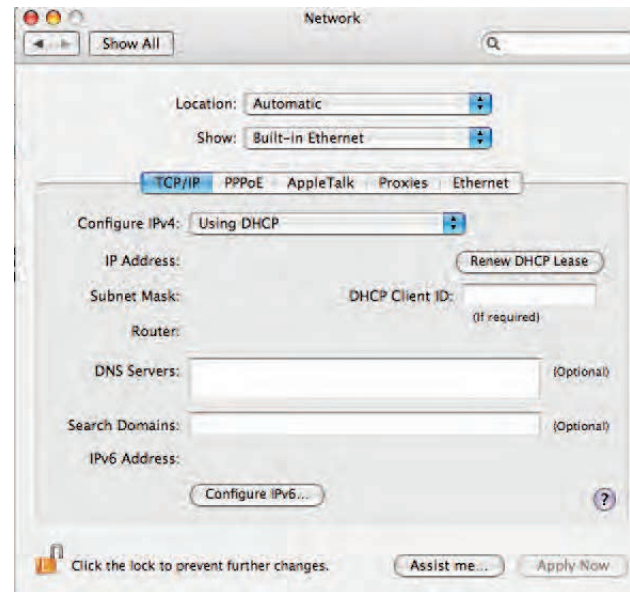 Network
Show All
Location: Automatic
Show: Built-in Ethernet
TCP/IP PPPoE AppleTalk Proxies Ethernet
Configure IPv4: Using DHCP
IP Address: Renew DHCP Lease
Subnet Mask: DHCP Client ID:
(If required)
Router:
DNS Servers: (Optional)
Search Domains: (Optional)
IPv6 Address:
Configure IPv6...
?
Click the lock to prevent further changes. Assist me... Apply Now